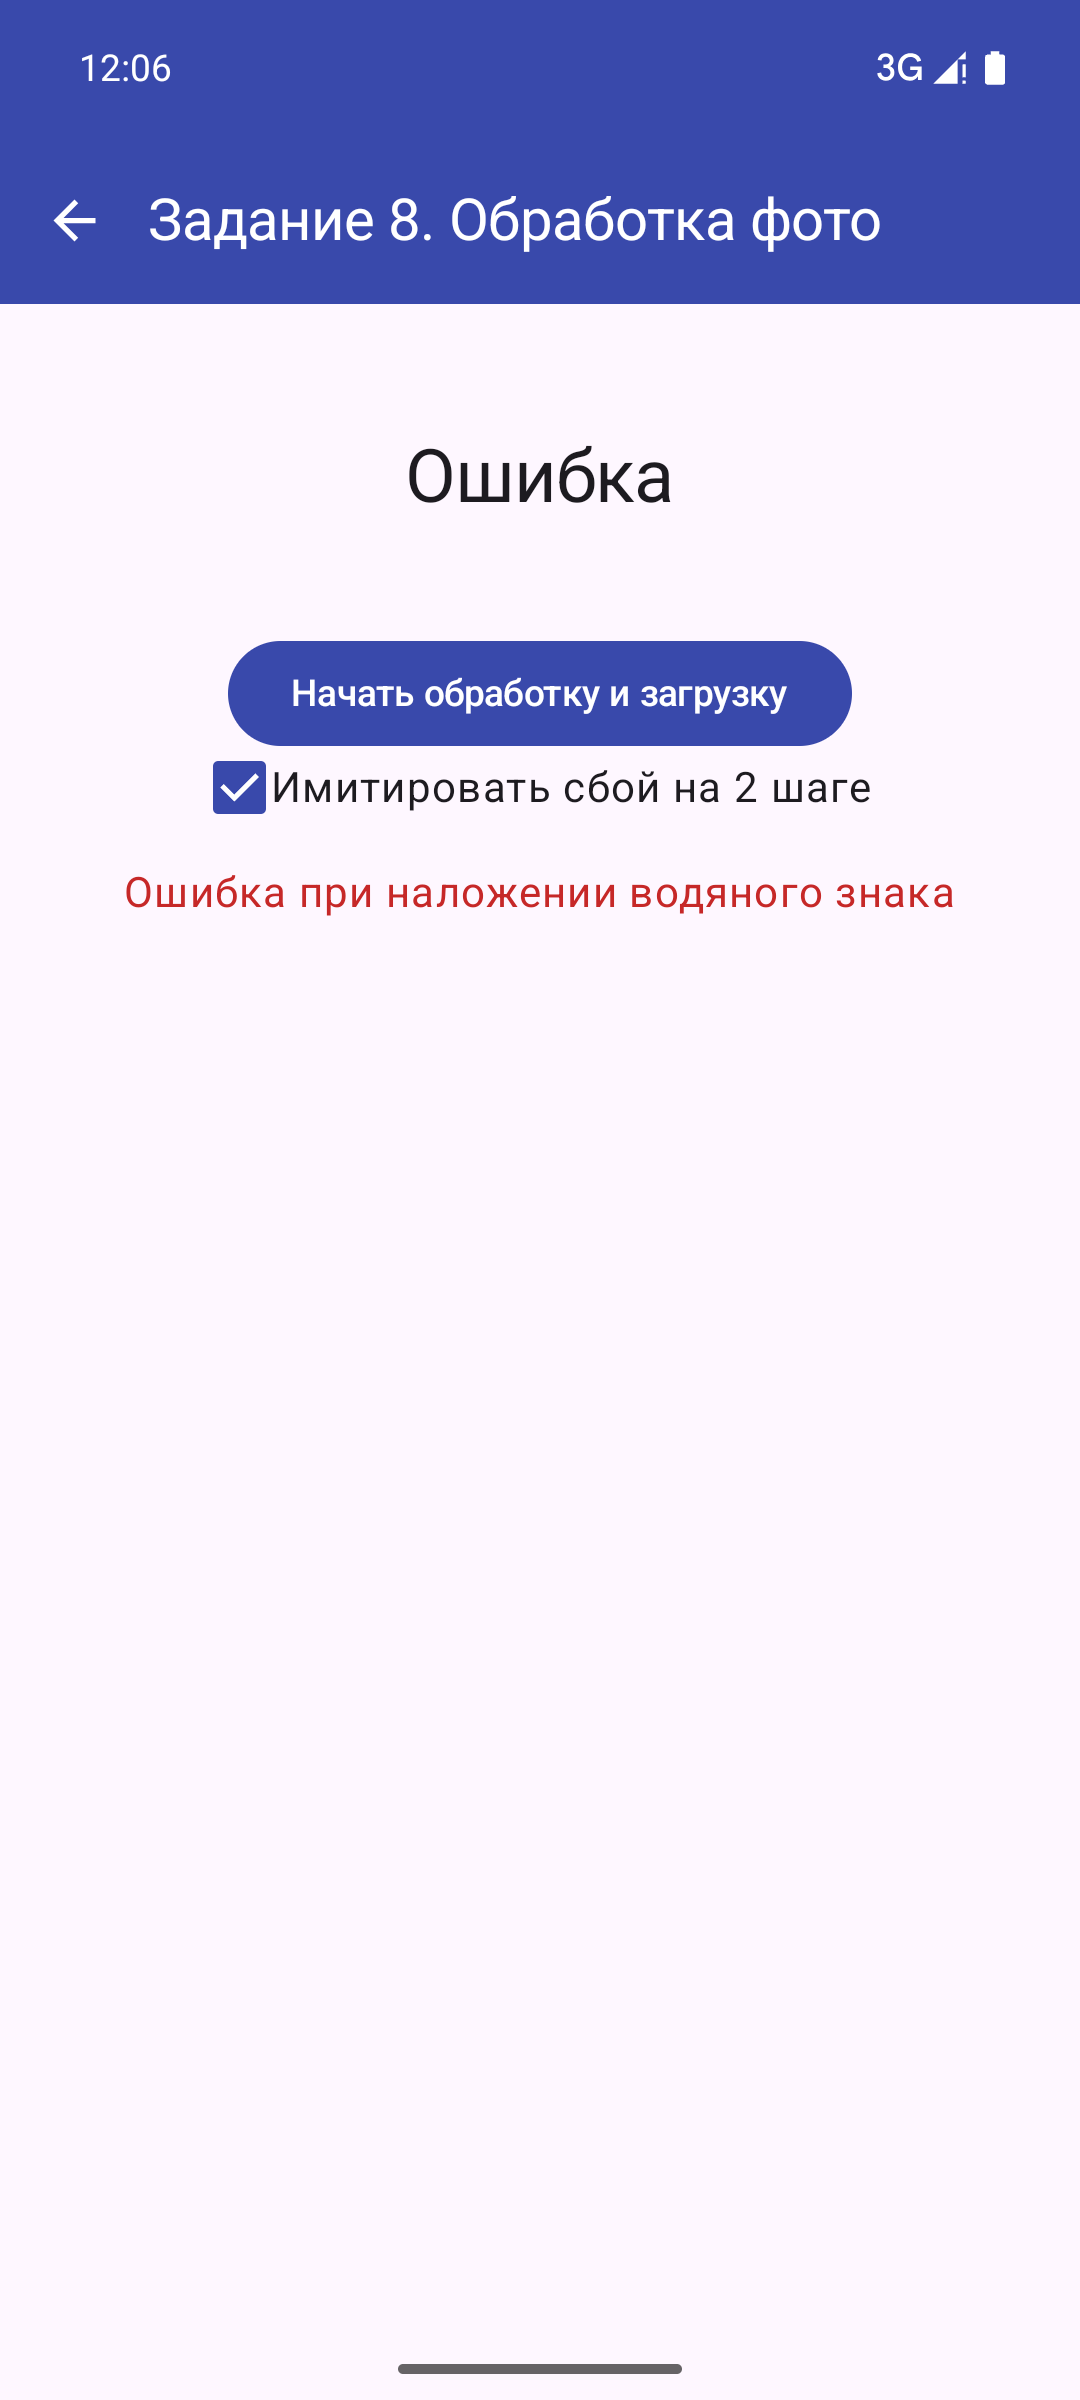 12:06
3G
Задание 8. Обработка фото
Ошибка
Начать обработку и загрузку
Имитировать сбой на 2 шаге
Ошибка при наложении водяного знака